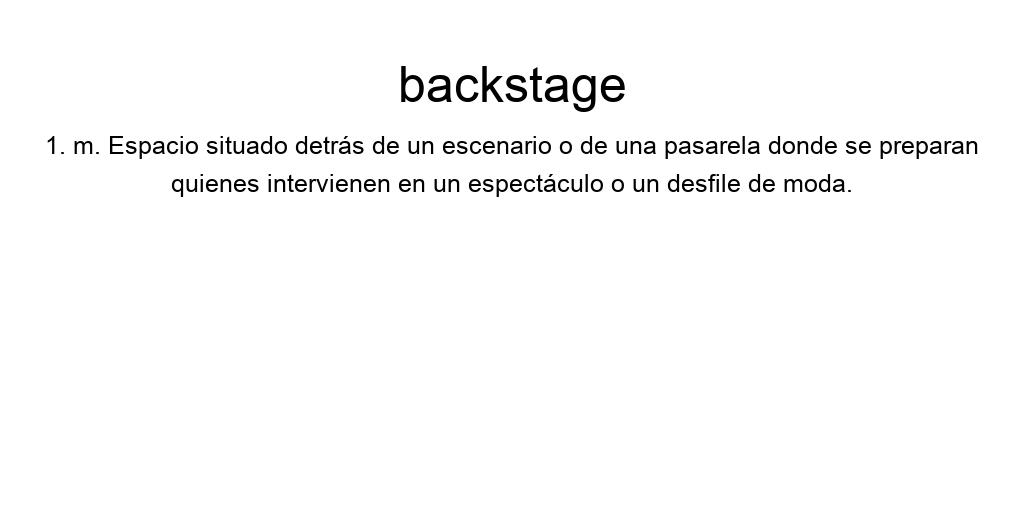 backstage
1. m. Espacio situado detrás de un escenario o de una pasarela donde se preparan
quienes intervienen en un espectáculo o un desfile de moda.